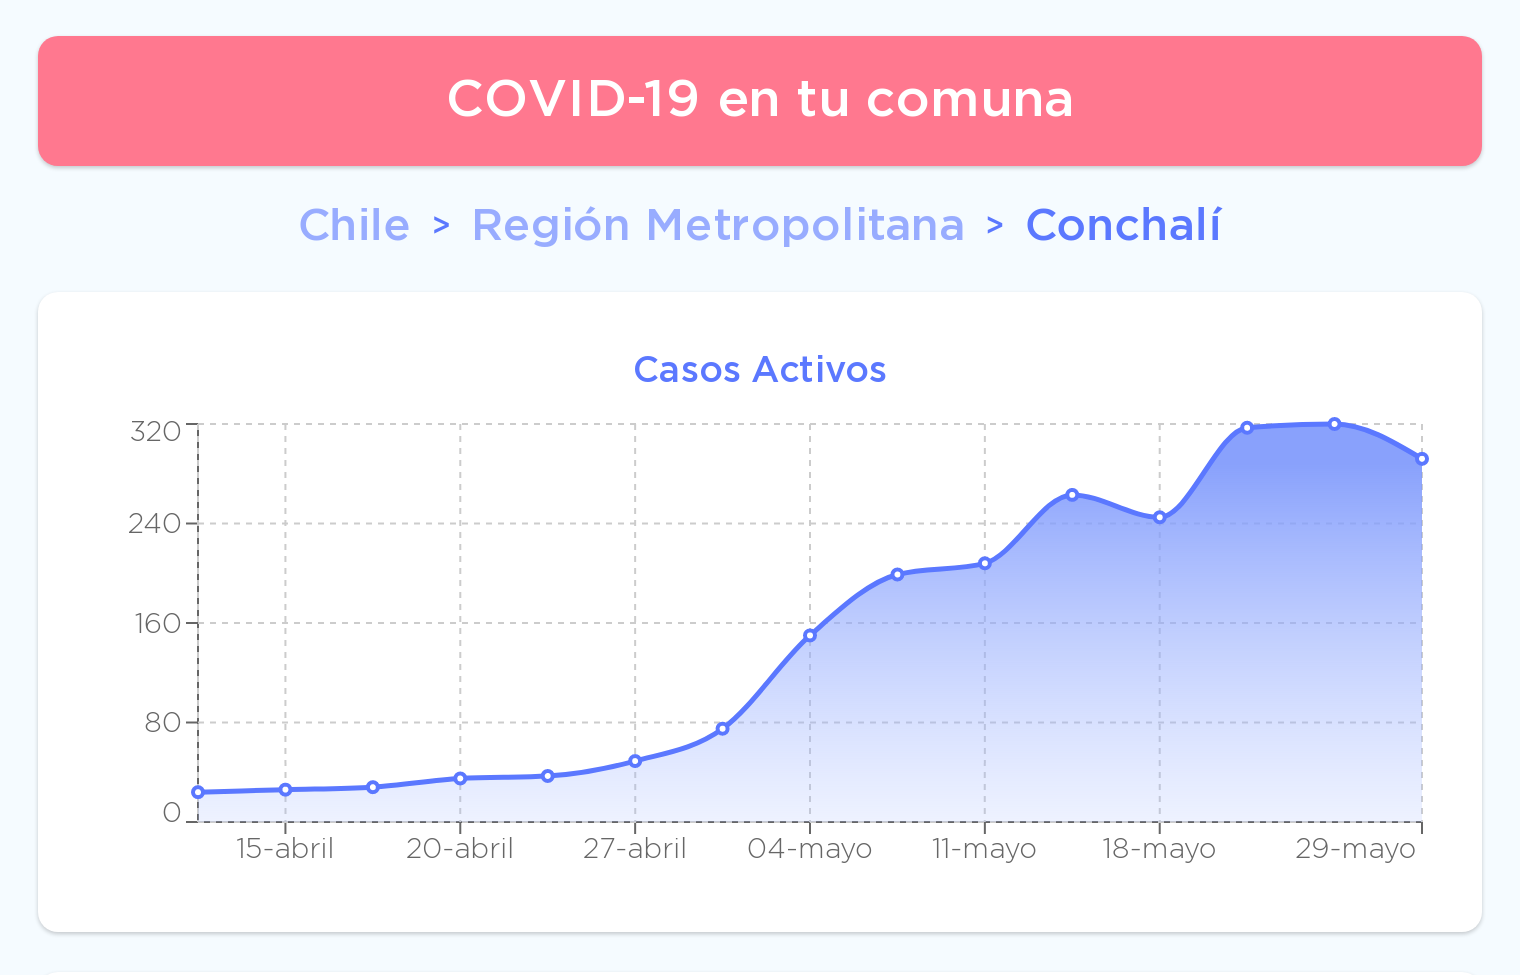 COVID-19 en tu comuna
Chile > Región Metropolitana > Conchalí
Casos Activos
320
240
160
80
0
15-abril 20-abril 27-abril 04-mayo 11-mayo 18-mayo 29-mayo